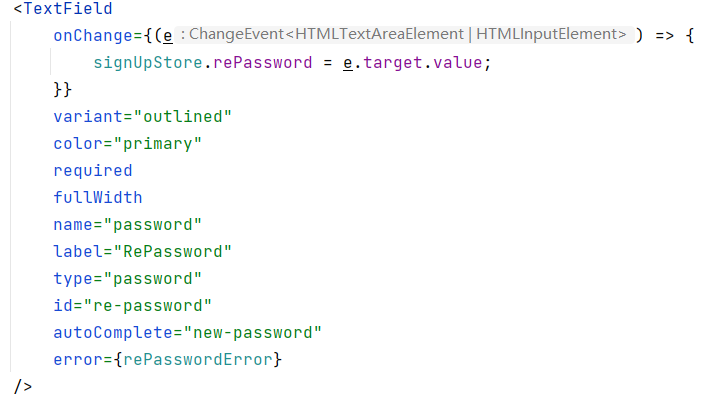 <TextField
    onChange={(e : ChangeEvent<HTMLTextAreaElement | HTMLInputElement> ) => {
        signUpStore.rePassword = e.target.value;
    }}
    variant="outlined"
    color="primary"
    required
    fullWidth
    name="password"
    label="RePassword"
    type="password"
    id="re-password"
    autoComplete="new-password"
    error={rePasswordError}
/>